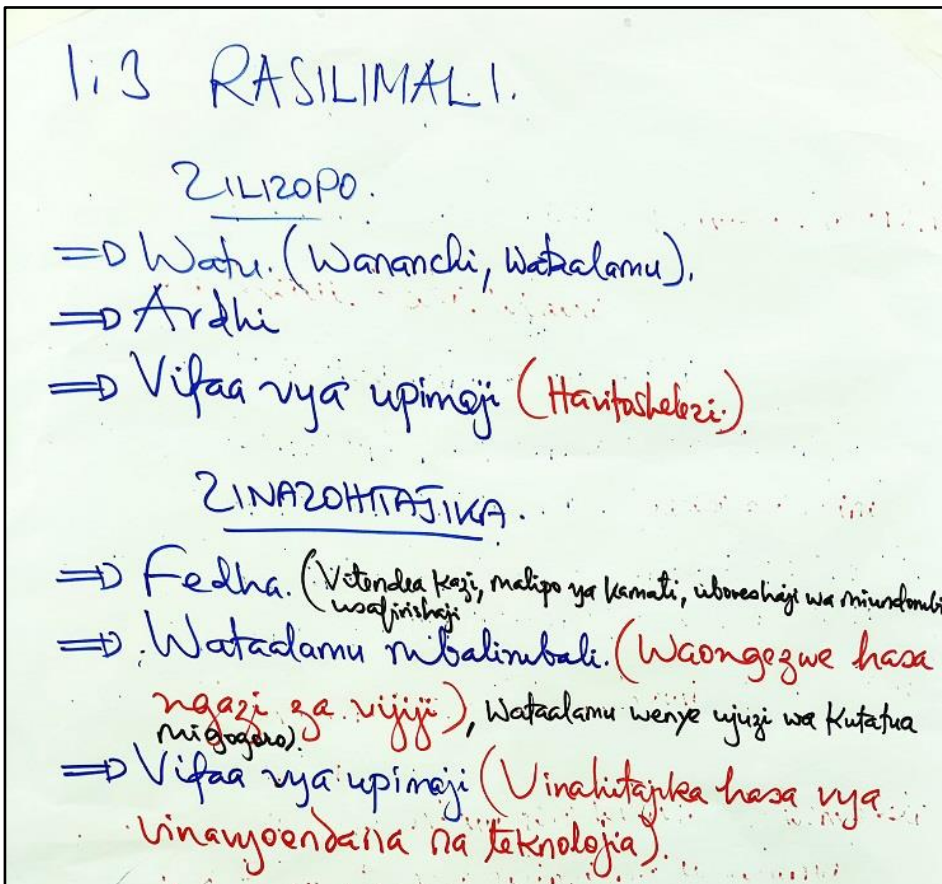 1.3 RASILIMALI.
ZILIZOPO.
⇒ Watu. (Wananchi, Wataalamu).
⇒ Ardhi
⇒ Vifaa vya upimaji (Havitoshelezi.)
ZINAZOHITAJIKA.
⇒ Fedha. (Vitendea kazi, malipo ya kamati, uboreshaji wa miundombi
usafirishaji
⇒ Wataalamu mbalimbali. (Waongezwe hasa
ngazi za vijiji), Wataalamu wenye ujuzi wa Kutatua
migogoro).
⇒ Vifaa vya upimaji (Vinahitajika hasa vya
vinavyoendana na teknolojia).